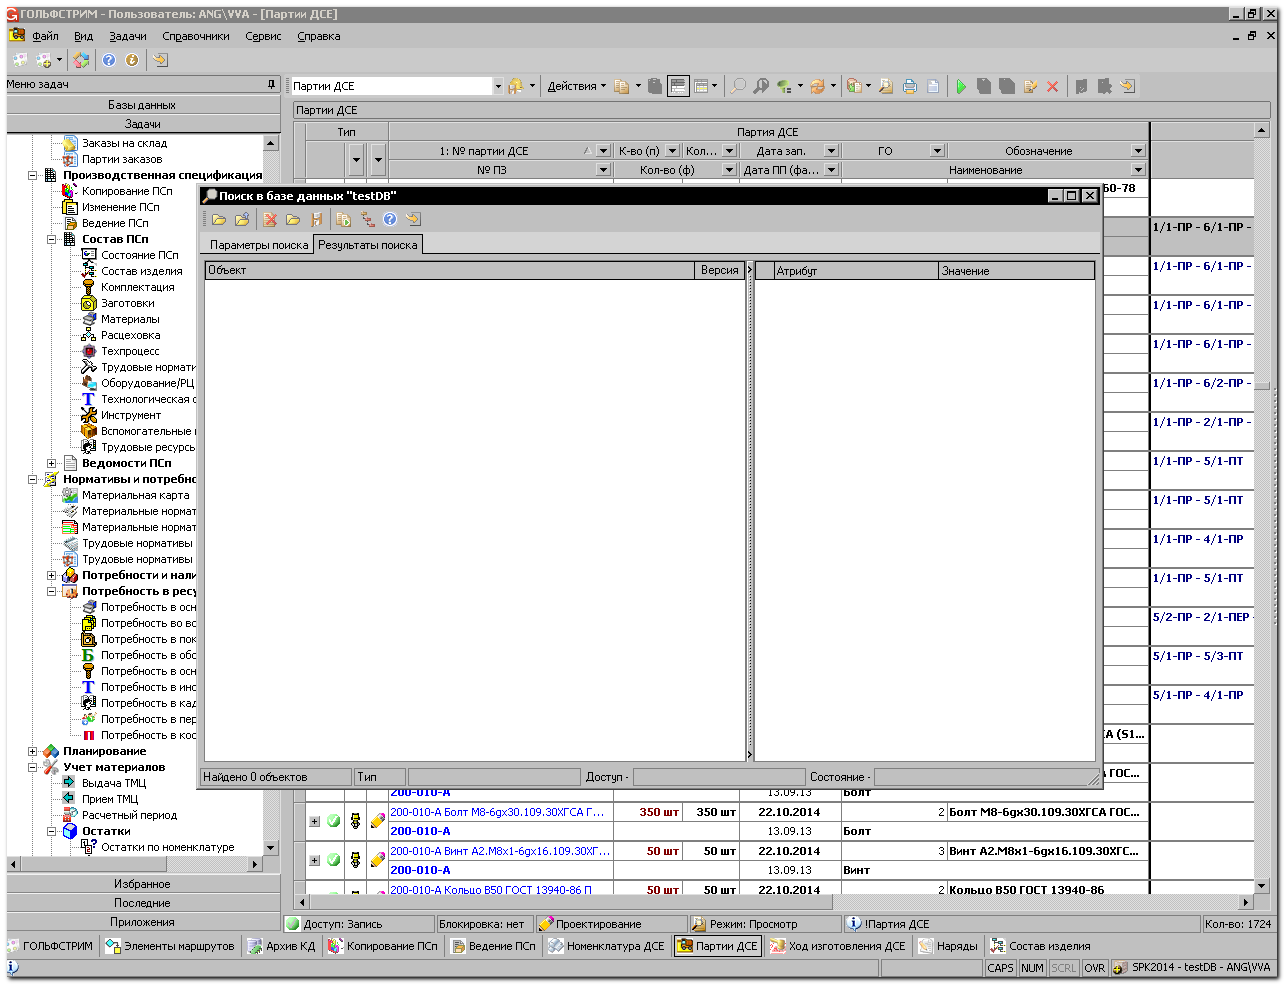 ГОЛЬФСТРИМ - Пользователь: ANG\VVA - [Партии ДСЕ]
Файл Вид Задачи Справочники Сервис Справка
Меню задач
Базы данных
Задачи
Заказы на склад
Партии заказов
Производственная спецификация
Копирование ПСп
Изменение ПСп
Ведение ПСп
Состав ПСп
Состояние ПСп
Состав изделия
Комплектация
Заготовки
Материалы
Расцеховка
Техпроцесс
Трудовые нормати
Оборудование/РЦ
Технологическая о
Инструмент
Вспомогательные
Трудовые ресурсы
Ведомости ПСп
Нормативы и потребно
Материальная карта
Материальные нормат
Материальные нормат
Трудовые нормативы
Трудовые нормативы
Потребности и нали
Потребность в ресу
Потребность в осн
Потребность во вс
Потребность в пок
Потребность в обо
Потребность в осн
Потребность в инс
Потребность в кад
Потребность в пер
Потребность в кос
Планирование
Учет материалов
Выдача ТМЦ
Прием ТМЦ
Расчетный период
Остатки
Остатки по номенклатуре
Избранное
Последние
Приложения
Партии ДСЕ Действия
Партии ДСЕ
Тип Партия ДСЕ
1: № партии ДСЕ К-во (п) Кол... Дата зап. ГО Обозначение
№ ПЗ Кол-во (ф) Дата ПП (фа... Наименование
60-78
1/1-ПР - 6/1-ПР -
1/1-ПР - 6/1-ПР -
1/1-ПР - 6/1-ПР -
1/1-ПР - 6/1-ПР -
1/1-ПР - 6/2-ПР -
1/1-ПР - 2/1-ПР -
1/1-ПР - 5/1-ПТ
1/1-ПР - 5/1-ПТ
1/1-ПР - 4/1-ПР
1/1-ПР - 5/1-ПТ
5/2-ПР - 2/1-ПЕР
5/1-ПР - 5/3-ПТ
5/1-ПР - 4/1-ПР
СА (S1...
А ГОС...
Поиск в базе данных "testDB"
Параметры поиска Результаты поиска
Объект Версия Атрибут Значение
Найдено 0 объектов Тип Доступ - Состояние -
200-010-А 13.09.13 Болт
200-010-А Болт М8-6gx30.109.30ХГСА Г... 350 шт 350 шт 22.10.2014 2 Болт М8-6gx30.109.30ХГСА ГОС...
200-010-А 13.09.13 Болт
200-010-А Винт А2.М8х1-6gx16.109.30ХГ... 50 шт 50 шт 22.10.2014 3 Винт А2.М8х1-6gx16.109.30ХГС...
200-010-А 13.09.13 Винт
200-010-А Кольцо В50 ГОСТ 13940-86 П 50 шт 50 шт 22.10.2014 2 Кольцо В50 ГОСТ 13940-86
Доступ: Запись Блокировка: нет Проектирование Режим: Просмотр !Партия ДСЕ Кол-во: 1724
ГОЛЬФСТРИМ Элементы маршрутов Архив КД Копирование ПСп Ведение ПСп Номенклатура ДСЕ Партии ДСЕ Ход изготовления ДСЕ Наряды Состав изделия
CAPS NUM SCRL OVR SPK2014 - testDB - ANG\VVA